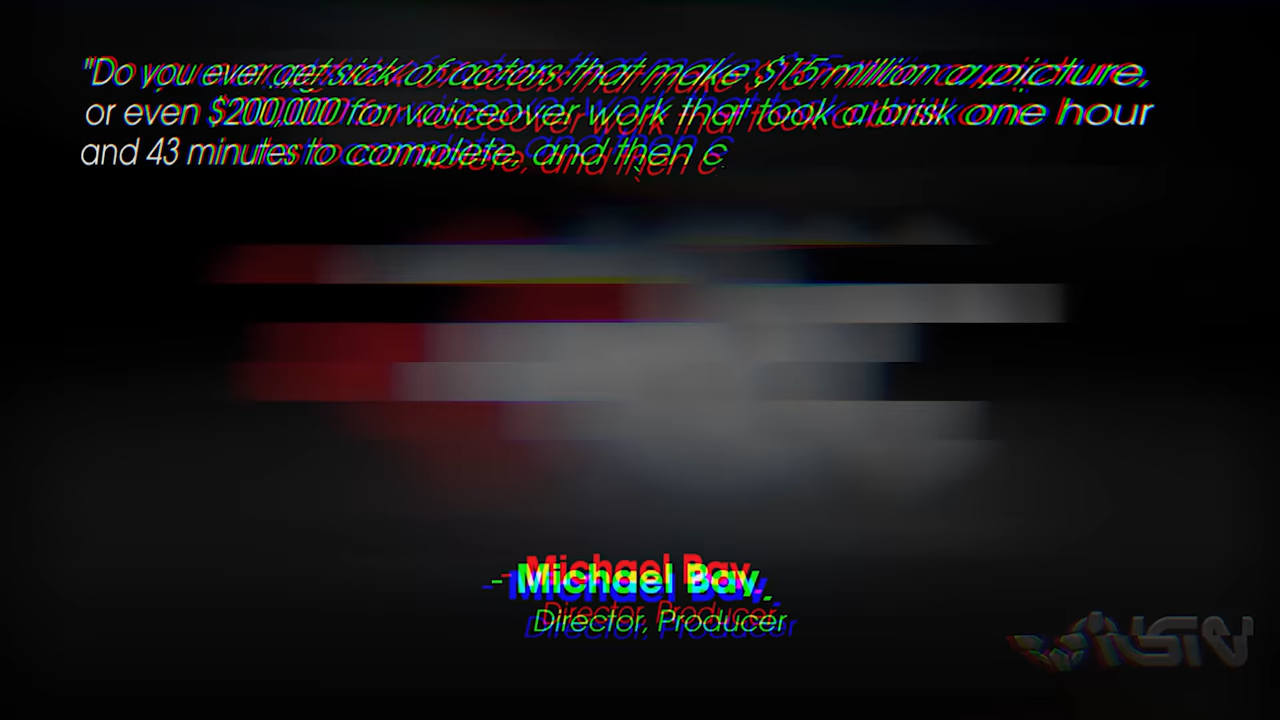 "Do you ever get sick of actors that make $15 million a picture,
or even $200,000 for voiceover work that took a brisk one hour
and 43 minutes to complete, and then c
- Michael Bay,
Director, Producer
IGN